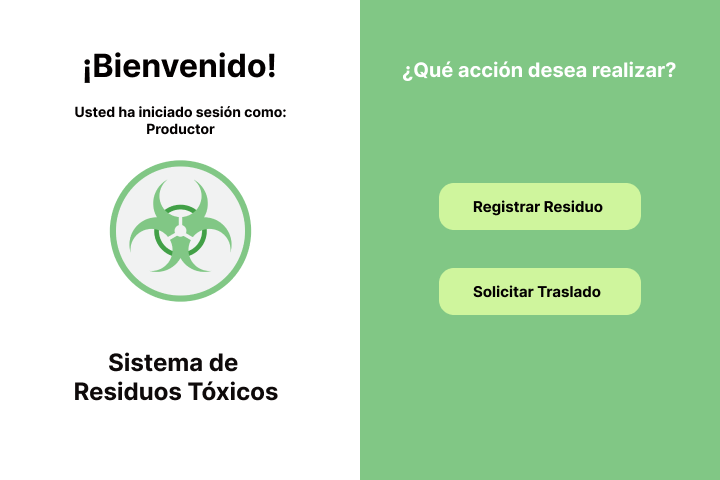 ¡Bienvenido!
Usted ha iniciado sesión como:
Productor
Sistema de
Residuos Tóxicos
¿Qué acción desea realizar?
Registrar Residuo
Solicitar Traslado